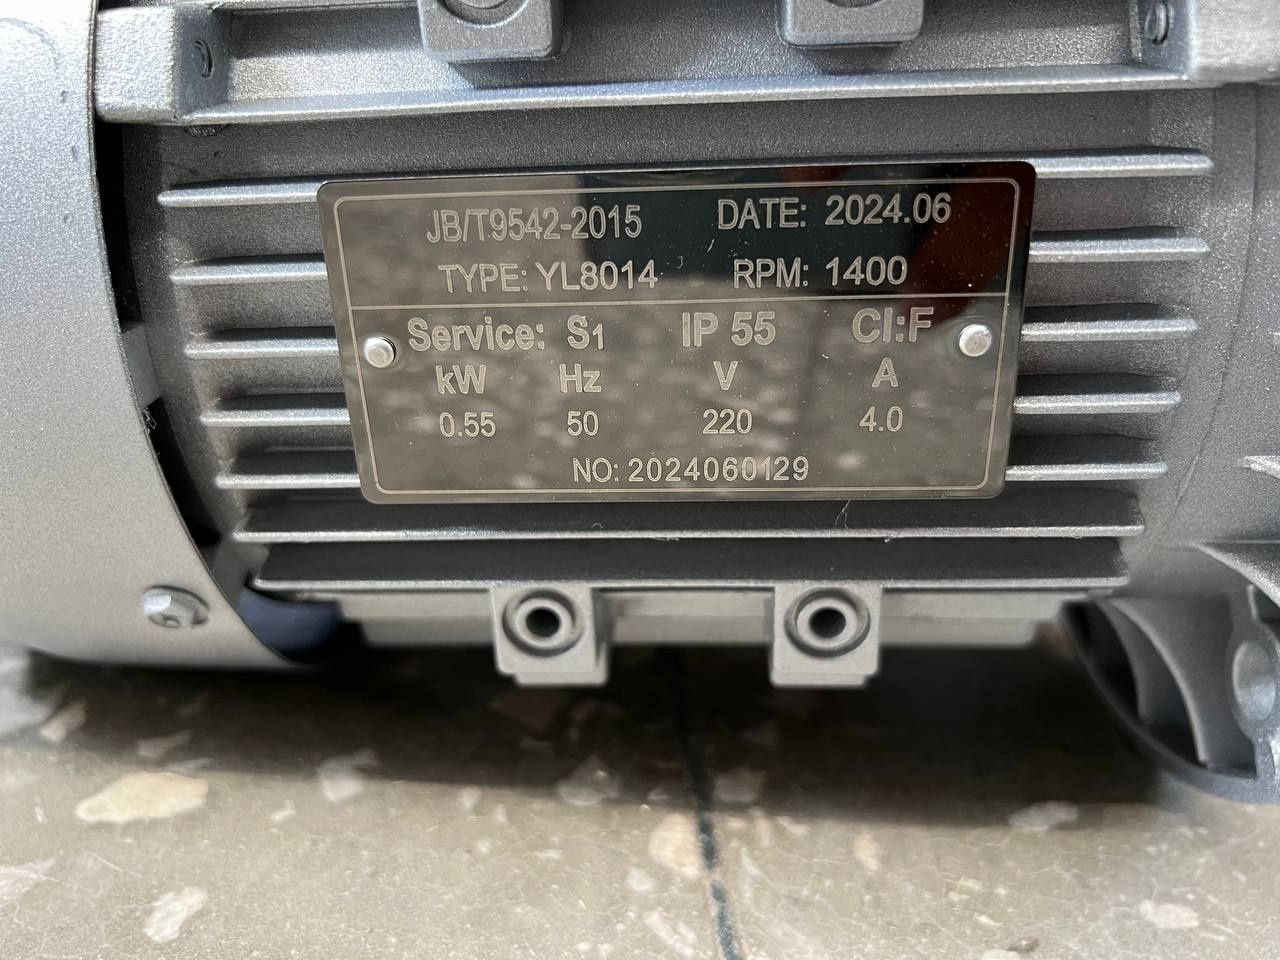 JB/T9542-2015 DATE: 2024.06
TYPE: YL8014 RPM: 1400
Service: S1 IP 55 Cl:F
kW Hz V A
0.55 50 220 4.0
NO: 2024060129